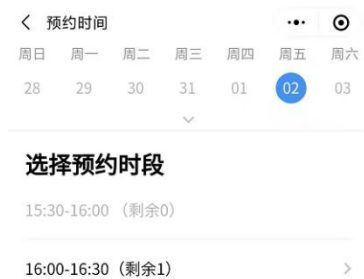 预约时间
周日 周一 周二 周三 周四 周五 周六
28 29 30 31 01 02 03
选择预约时段
15:30-16:00（剩余0）
16:00-16:30（剩余1）